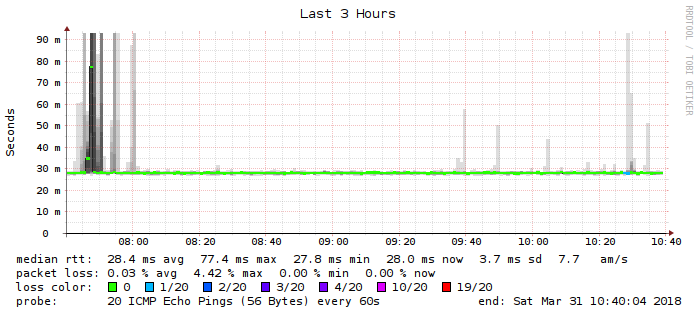 Last 3 Hours
RRDTOOL / TOBI OETIKER
Seconds
90 m
80 m
70 m
60 m
50 m
40 m
30 m
20 m
10 m
0
08:00 08:20 08:40 09:00 09:20 09:40 10:00 10:20 10:40
median rtt: 28.4 ms avg 77.4 ms max 27.8 ms min 28.0 ms now 3.7 ms sd 7.7 am/s
packet loss: 0.03 % avg 4.42 % max 0.00 % min 0.00 % now
loss color: 0 1/20 2/20 3/20 4/20 10/20 19/20
probe: 20 ICMP Echo Pings (56 Bytes) every 60s end: Sat Mar 31 10:40:04 2018